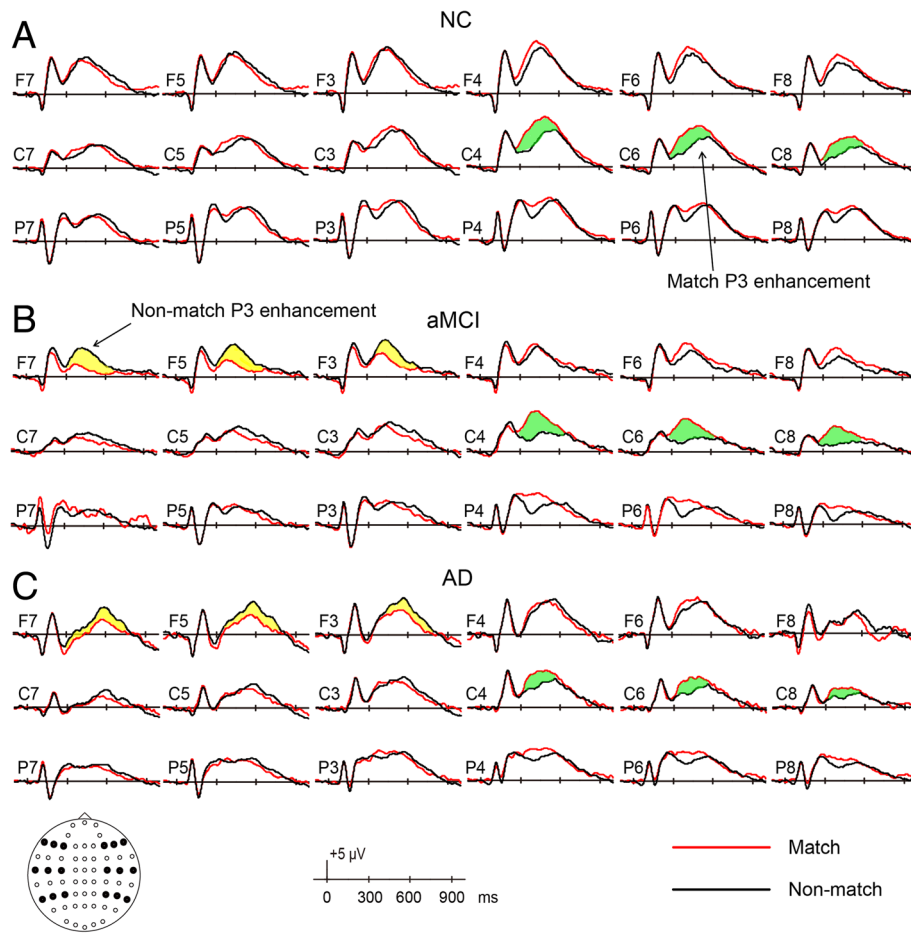 A
NC
F7 F5 F3 F4 F6 F8
C7 C5 C3 C4 C6 C8
P7 P5 P3 P4 P6 P8
Match P3 enhancement
Non-match P3 enhancement
B
aMCI
F7 F5 F3 F4 F6 F8
C7 C5 C3 C4 C6 C8
P7 P5 P3 P4 P6 P8
C
AD
F7 F5 F3 F4 F6 F8
C7 C5 C3 C4 C6 C8
P7 P5 P3 P4 P6 P8
+5 µV
0 300 600 900 ms
Match
Non-match